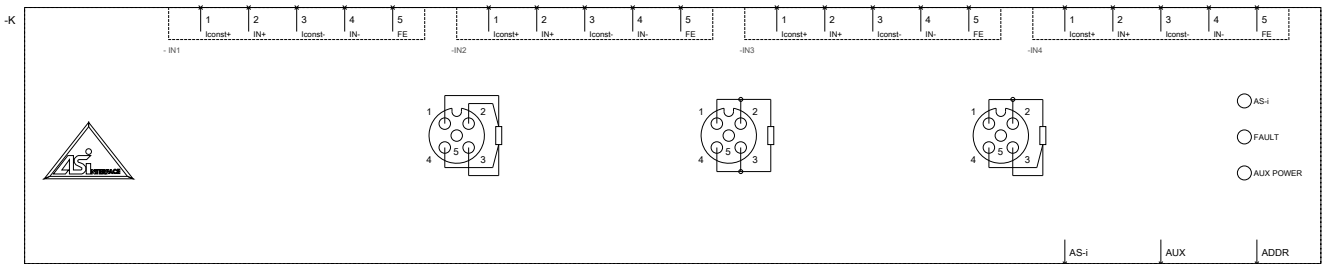 -K
1 2 3 4 5
Iconst+ IN+ Iconst- IN- FE
- IN1
1 2 3 4 5
Iconst+ IN+ Iconst- IN- FE
-IN2
1 2 3 4 5
Iconst+ IN+ Iconst- IN- FE
-IN3
1 2 3 4 5
Iconst+ IN+ Iconst- IN- FE
-IN4
1 2
5
4 3
1 2
5
4 3
1 2
5
4 3
AS-i
FAULT
AUX POWER
ASi INTERFACE
AS-i AUX ADDR